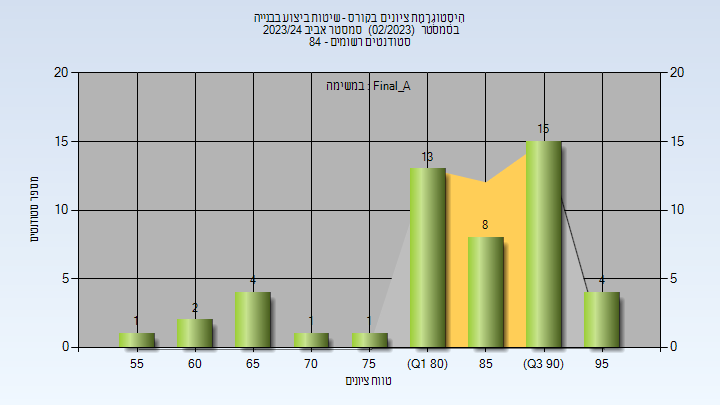 הִיסְטוֹגְרַמַת ציונים בקורס - שיטות ביצוע בבנייה
בסמסטר (02/2023) סמסטר אביב 2023/24
סטודנטים רשומים - 84
במשימה : Final_A
20 20
15 15
10 10
5 5
0 0
1 2 4 1 1 13 8 15 4
55 60 65 70 75 (Q1 80) 85 (Q3 90) 95
מספר סטודנטים
טווח ציונים